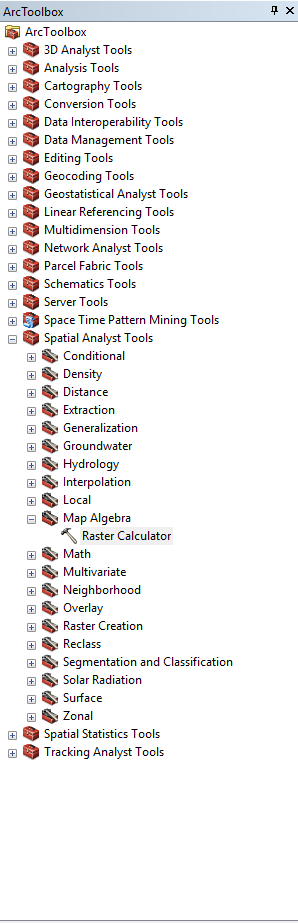 ArcToolbox
ArcToolbox
3D Analyst Tools
Analysis Tools
Cartography Tools
Conversion Tools
Data Interoperability Tools
Data Management Tools
Editing Tools
Geocoding Tools
Geostatistical Analyst Tools
Linear Referencing Tools
Multidimension Tools
Network Analyst Tools
Parcel Fabric Tools
Schematics Tools
Server Tools
Space Time Pattern Mining Tools
Spatial Analyst Tools
Conditional
Density
Distance
Extraction
Generalization
Groundwater
Hydrology
Interpolation
Local
Map Algebra
Raster Calculator
Math
Multivariate
Neighborhood
Overlay
Raster Creation
Reclass
Segmentation and Classification
Solar Radiation
Surface
Zonal
Spatial Statistics Tools
Tracking Analyst Tools